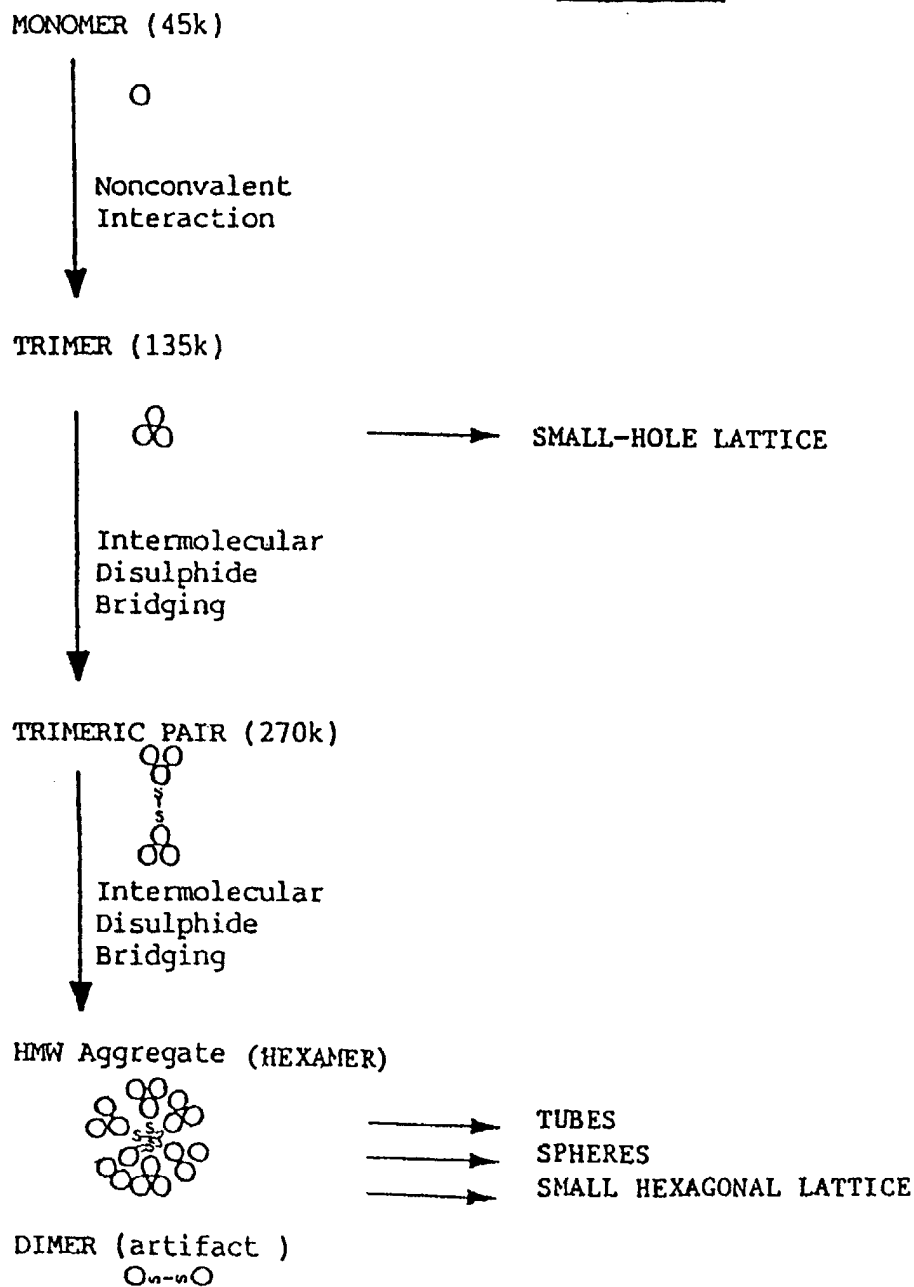 MONOMER (45k)
Nonconvalent
Interaction
TRIMER (135k)
SMALL-HOLE LATTICE
Intermolecular
Disulphide
Bridging
TRIMERIC PAIR (270k)
S
S
Intermolecular
Disulphide
Bridging
HMW Aggregate (HEXAMER)
TUBES
SPHERES
SMALL HEXAGONAL LATTICE
DIMER (artifact )
S-S